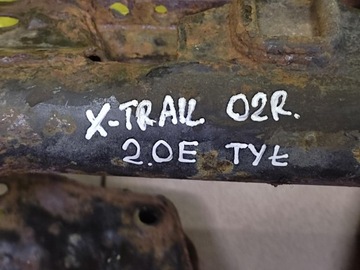 X-TRAIL 02R.
2.0E TYŁ